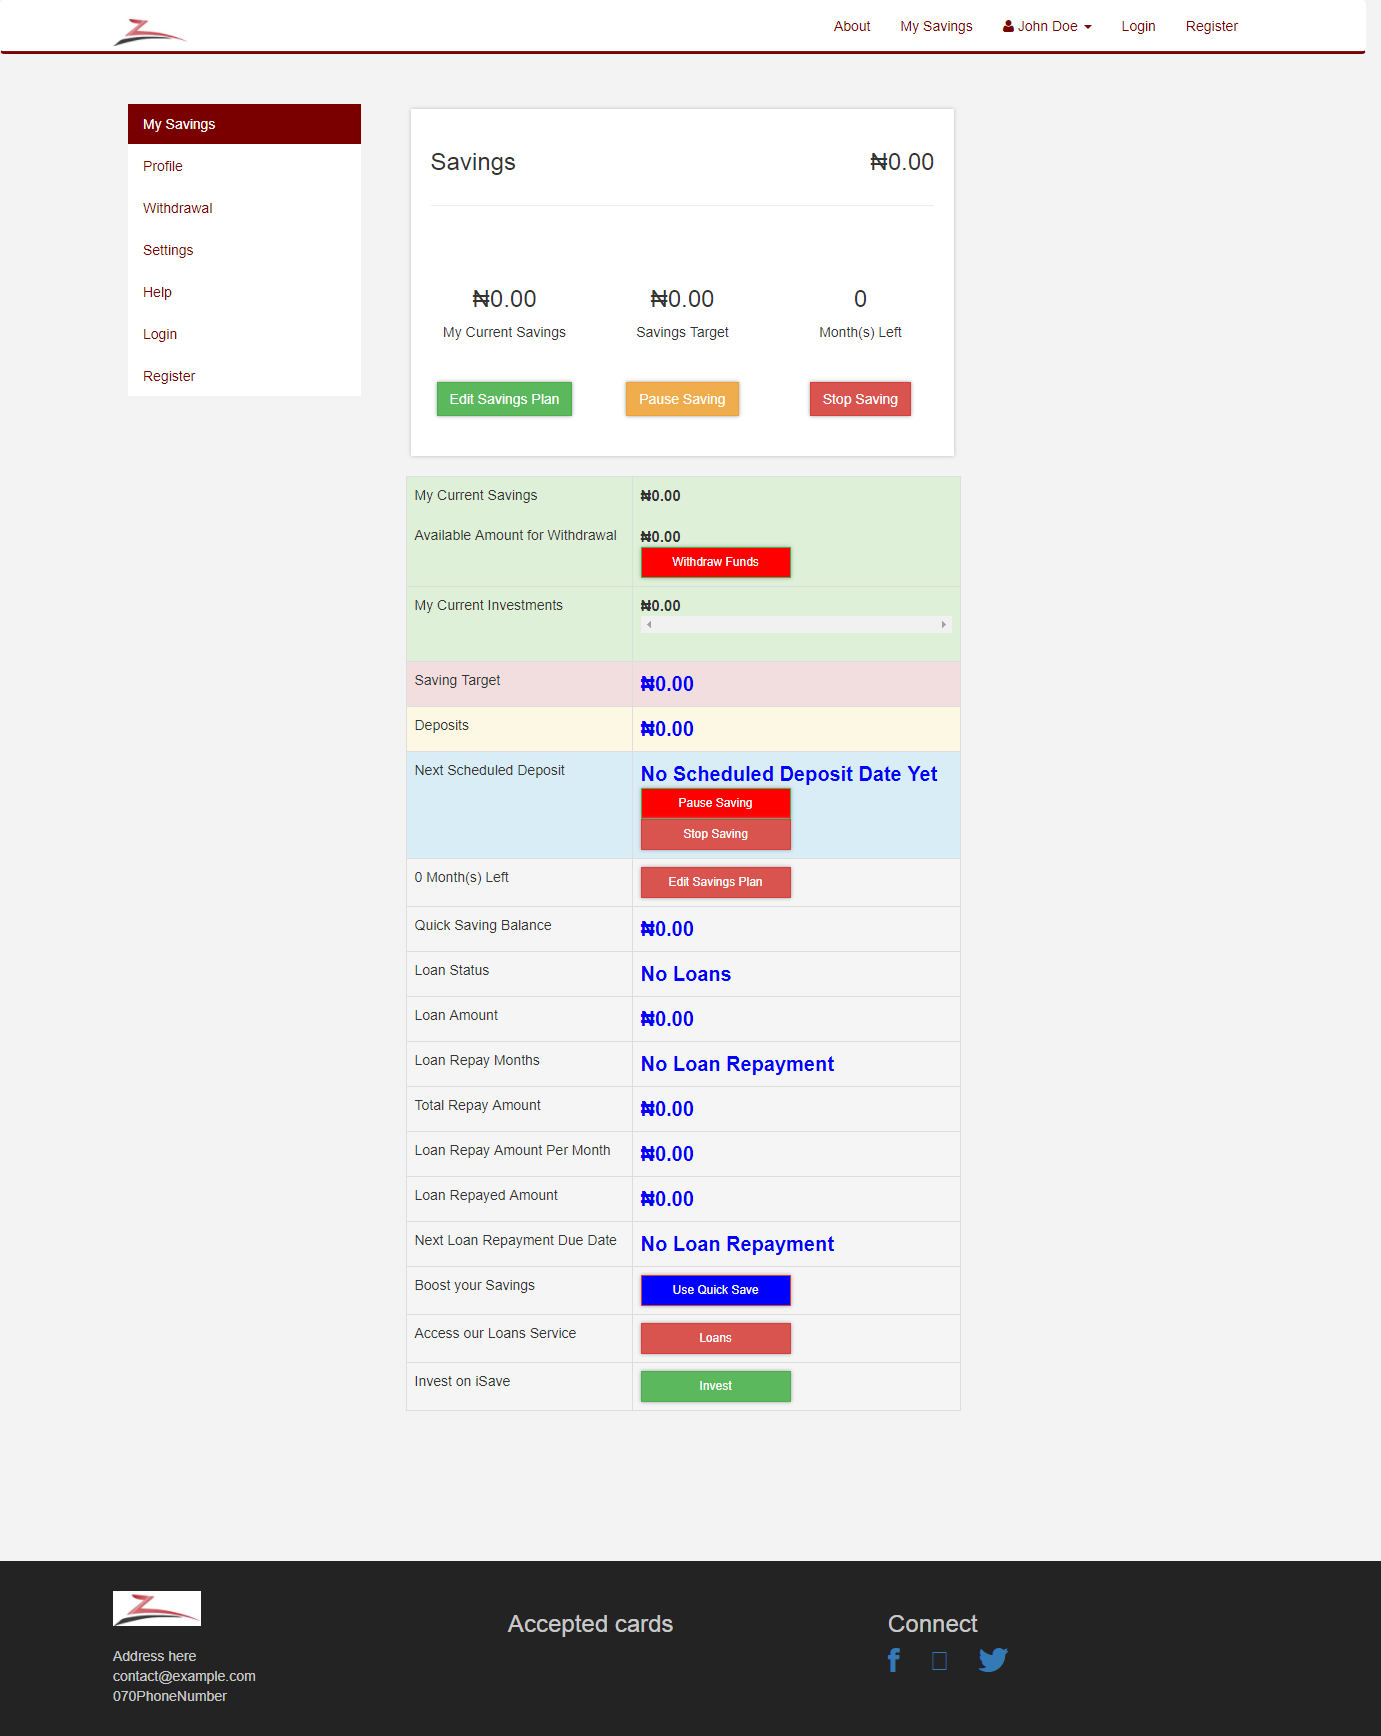 About My Savings John Doe Login Register
My Savings
Profile
Withdrawal
Settings
Help
Login
Register
Savings ₦0.00
₦0.00 ₦0.00 0
My Current Savings Savings Target Month(s) Left
Edit Savings Plan Pause Saving Stop Saving
My Current Savings ₦0.00
Available Amount for Withdrawal ₦0.00
Withdraw Funds
My Current Investments ₦0.00
Saving Target ₦0.00
Deposits ₦0.00
Next Scheduled Deposit No Scheduled Deposit Date Yet
Pause Saving
Stop Saving
0 Month(s) Left Edit Savings Plan
Quick Saving Balance ₦0.00
Loan Status No Loans
Loan Amount ₦0.00
Loan Repay Months No Loan Repayment
Total Repay Amount ₦0.00
Loan Repay Amount Per Month ₦0.00
Loan Repayed Amount ₦0.00
Next Loan Repayment Due Date No Loan Repayment
Boost your Savings Use Quick Save
Access our Loans Service Loans
Invest on iSave Invest
Accepted cards Connect
Address here
contact@example.com
070PhoneNumber